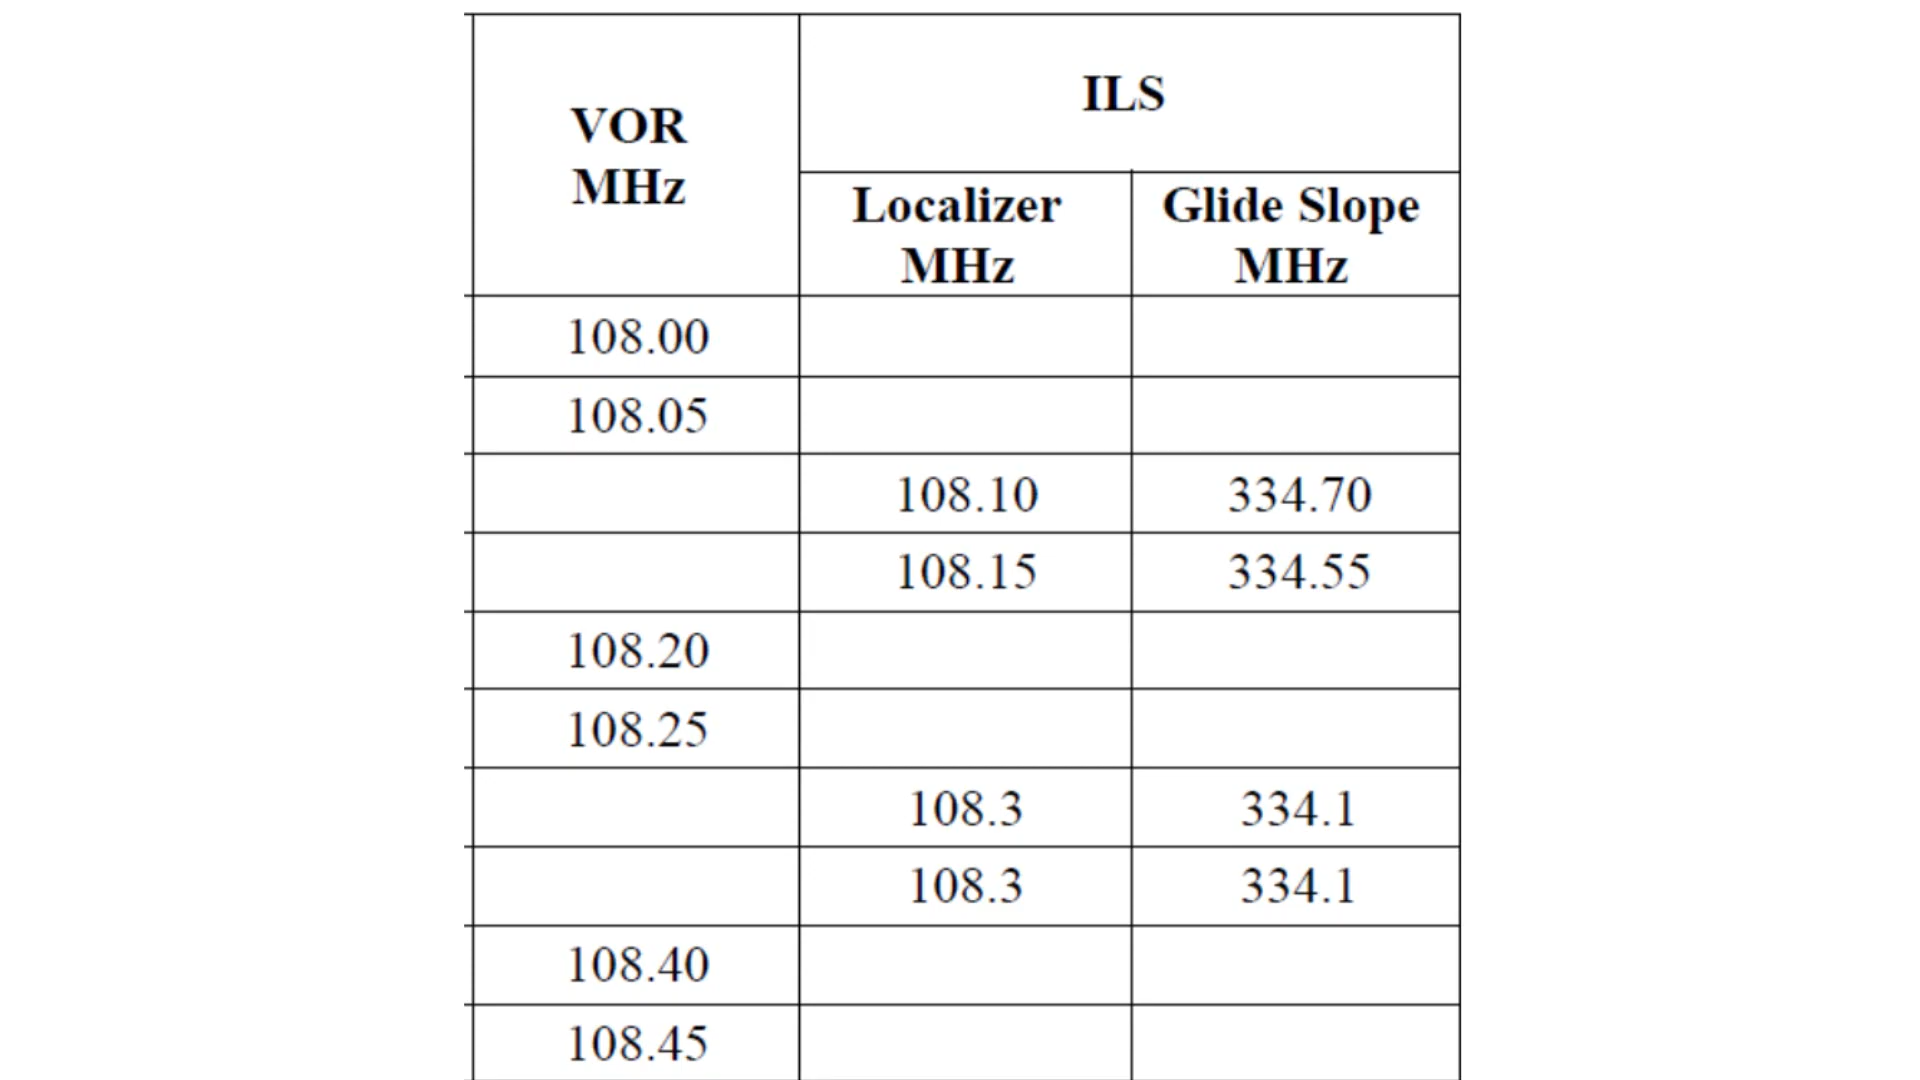 VOR
MHz
ILS
Localizer
MHz
Glide Slope
MHz
108.00
108.05
108.10 334.70
108.15 334.55
108.20
108.25
108.3 334.1
108.3 334.1
108.40
108.45